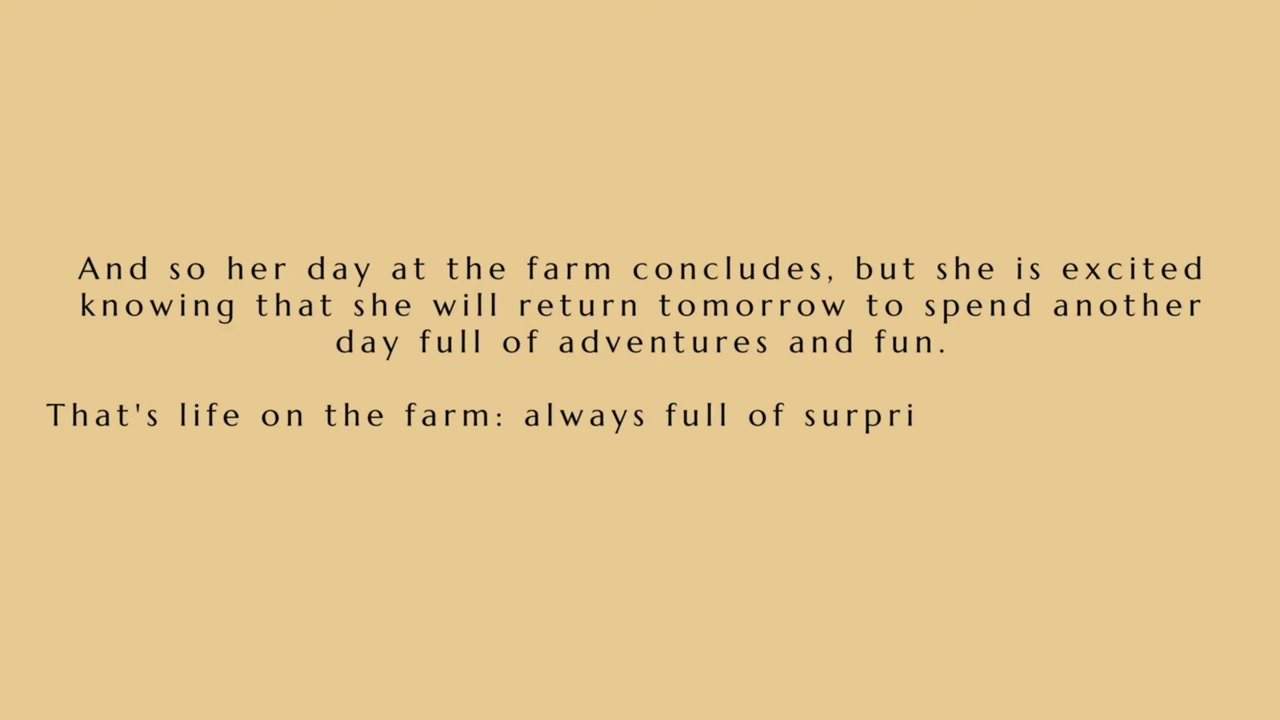 And so her day at the farm concludes, but she is excited
knowing that she will return tomorrow to spend another
day full of adventures and fun.
That's life on the farm: always full of surpri